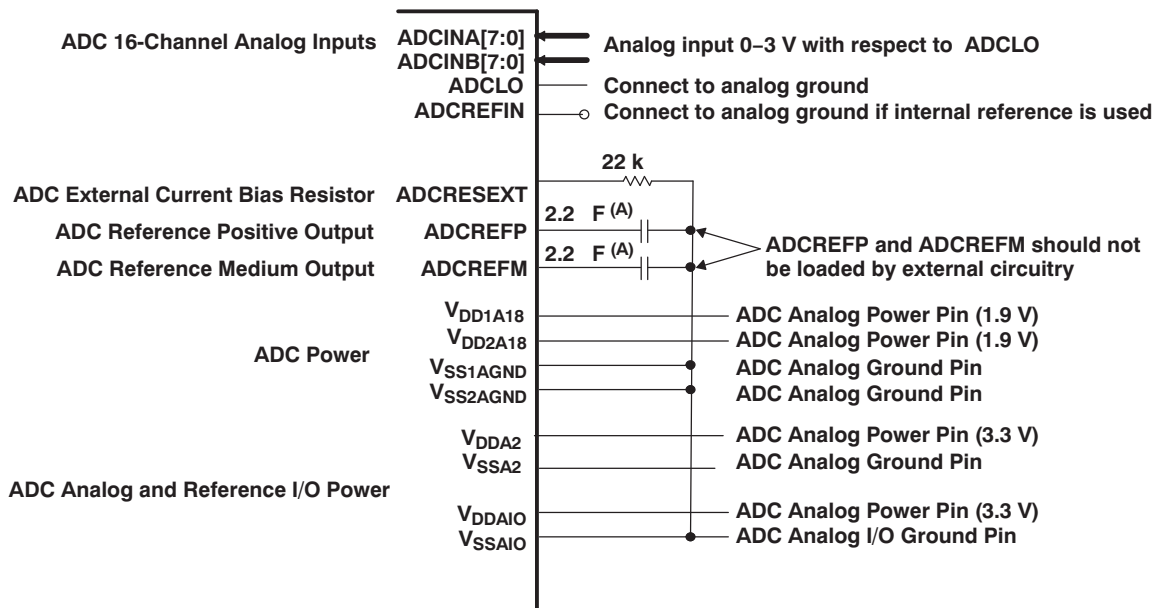 ADC 16-Channel Analog Inputs
ADCINA[7:0]
ADCINB[7:0]
Analog input 0–3 V with respect to ADCLO
ADCLO
Connect to analog ground
ADCREFIN
Connect to analog ground if internal reference is used
22 k
ADC External Current Bias Resistor
ADCRESEXT
ADC Reference Positive Output
ADCREFP
2.2 F (A)
ADC Reference Medium Output
ADCREFM
2.2 F (A)
ADCREFP and ADCREFM should not
be loaded by external circuitry
ADC Power
VDD1A18
ADC Analog Power Pin (1.9 V)
VDD2A18
ADC Analog Power Pin (1.9 V)
VSS1AGND
ADC Analog Ground Pin
VSS2AGND
ADC Analog Ground Pin
VDDA2
ADC Analog Power Pin (3.3 V)
VSSA2
ADC Analog Ground Pin
ADC Analog and Reference I/O Power
VDDAIO
ADC Analog Power Pin (3.3 V)
VSSAIO
ADC Analog I/O Ground Pin